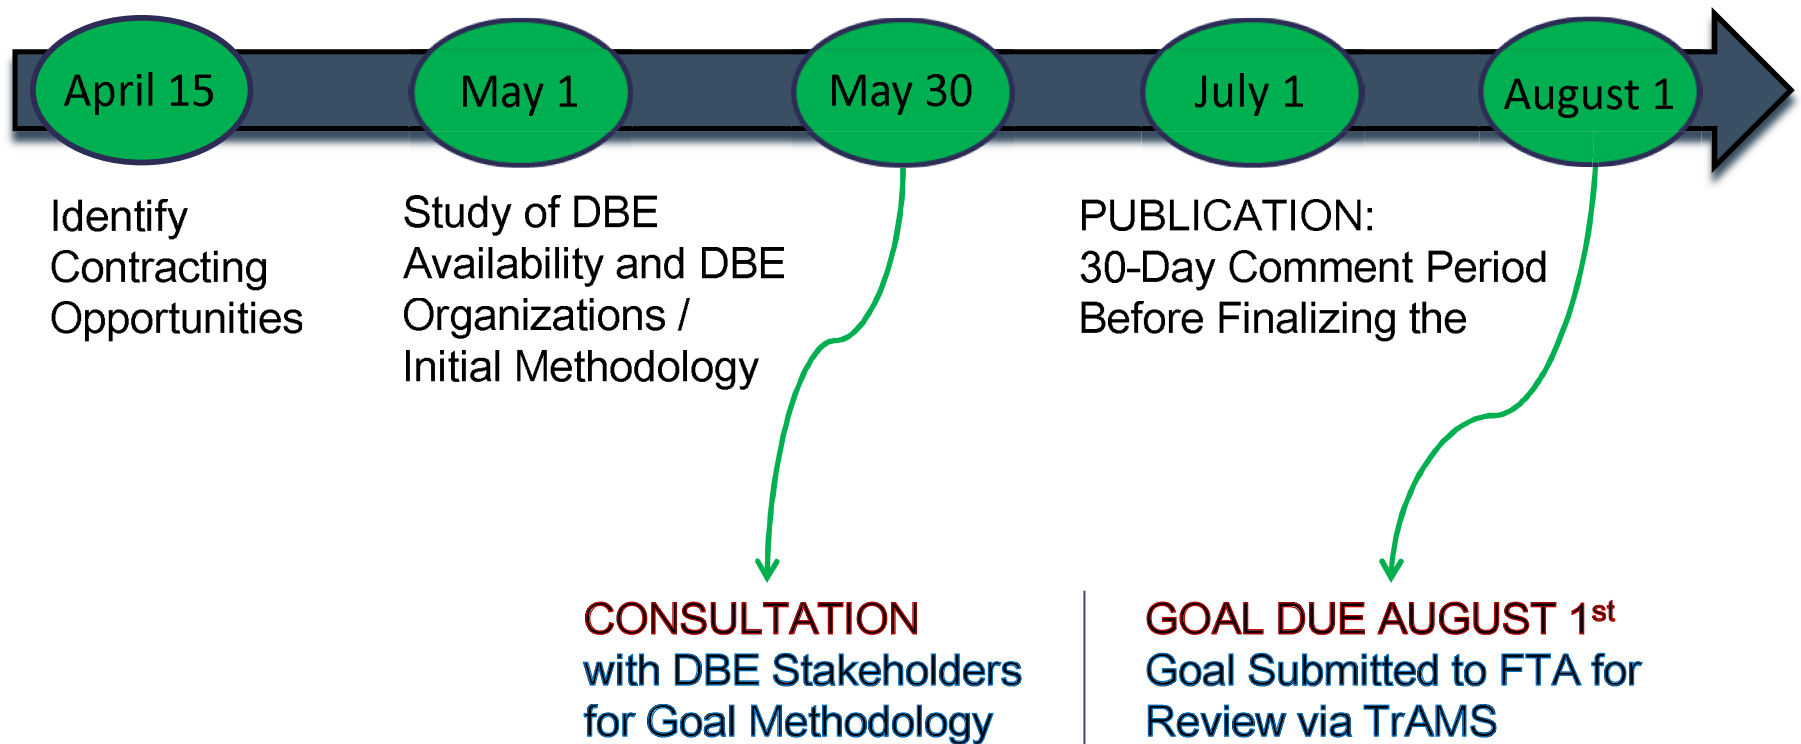 April 15
May 1
May 30
July 1
August 1
Identify
Contracting
Opportunities
Study of DBE
Availability and DBE
Organizations /
Initial Methodology
PUBLICATION:
30-Day Comment Period
Before Finalizing the
CONSULTATION
with DBE Stakeholders
for Goal Methodology
GOAL DUE AUGUST 1st
Goal Submitted to FTA for
Review via TrAMS